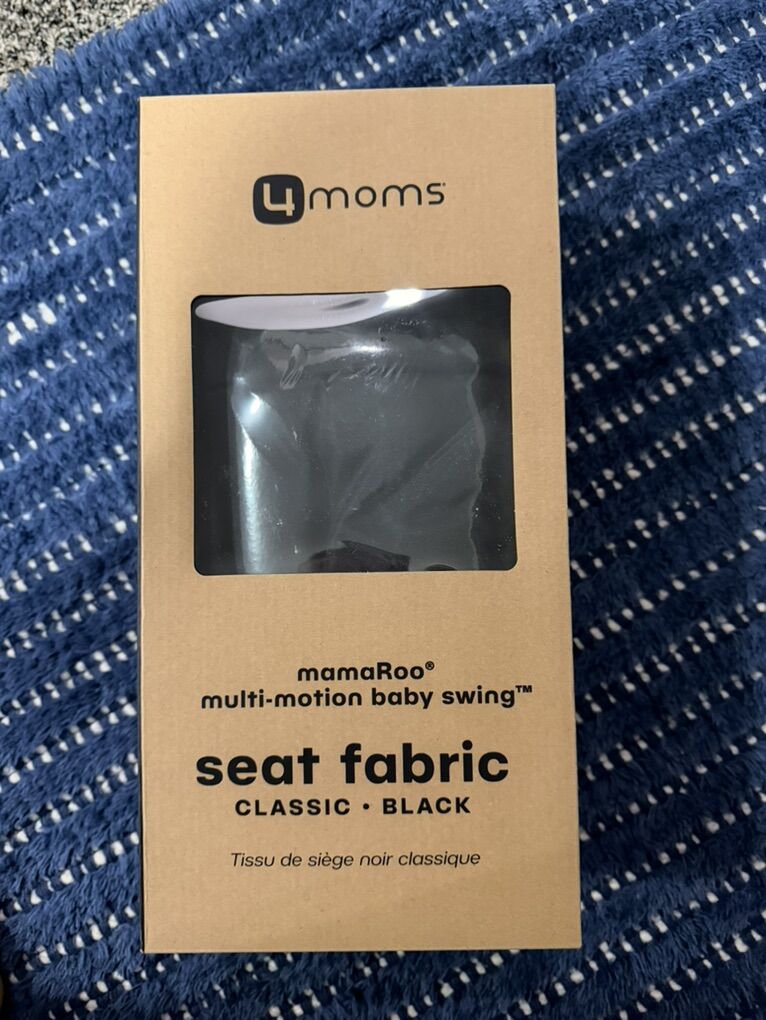 4moms®
mamaRoo®
multi-motion baby swing™
seat fabric
CLASSIC • BLACK
Tissu de siège noir classique